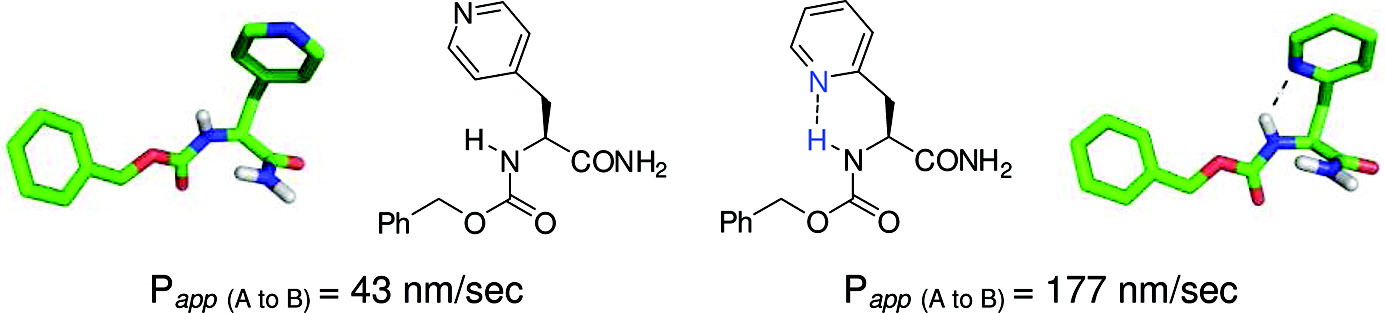 N
H
N
CONH₂
Ph
O
O
N
H
N
CONH₂
Ph
O
O
Papp (A to B) = 43 nm/sec
Papp (A to B) = 177 nm/sec